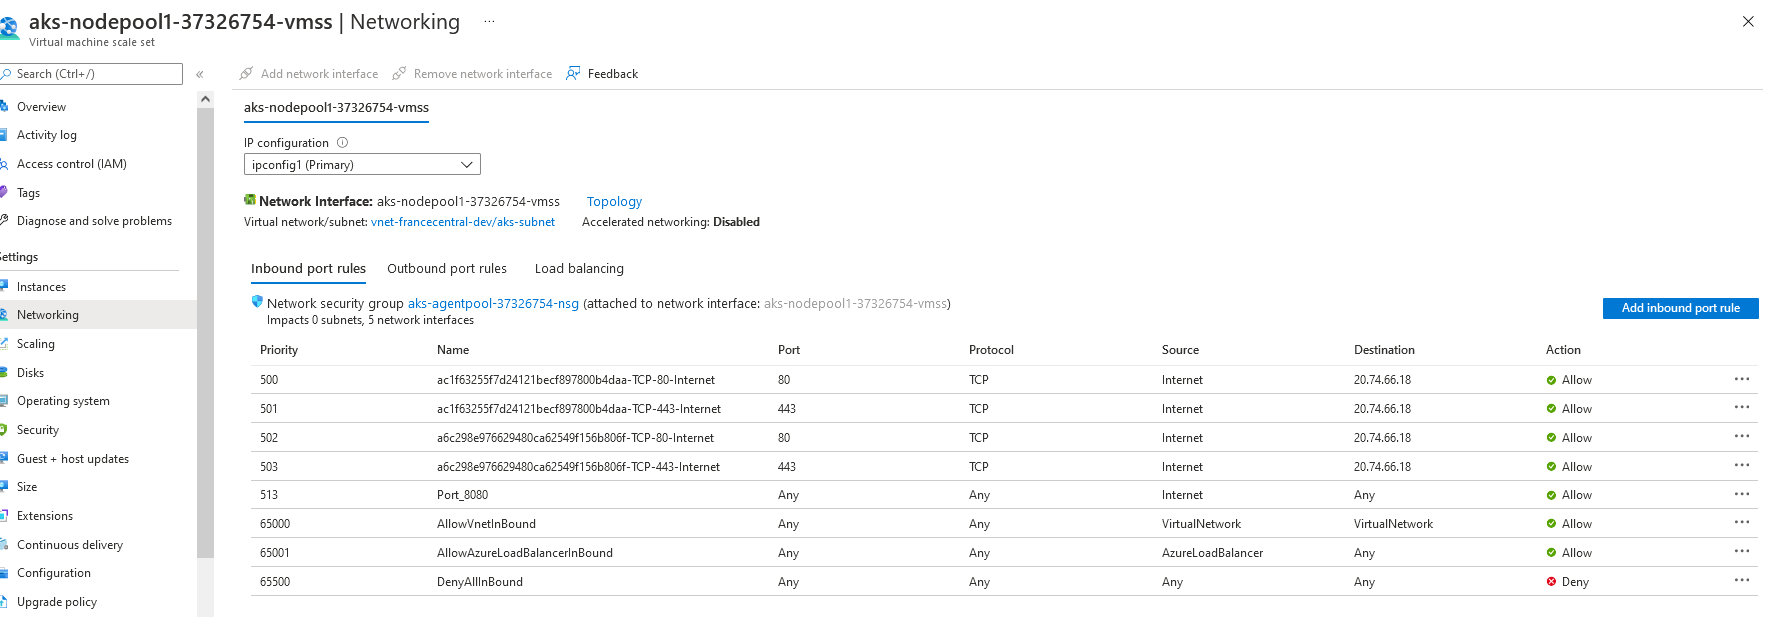 aks-nodepool1-37326754-vmss | Networking ...
Virtual machine scale set
Search (Ctrl+/)
«
Overview
Activity log
Access control (IAM)
Tags
Diagnose and solve problems
Settings
Instances
Networking
Scaling
Disks
Operating system
Security
Guest + host updates
Size
Extensions
Continuous delivery
Configuration
Upgrade policy
Add network interface Remove network interface Feedback
aks-nodepool1-37326754-vmss
IP configuration
ipconfig1 (Primary)
Network Interface: aks-nodepool1-37326754-vmss Topology
Virtual network/subnet: vnet-francecentral-dev/aks-subnet Accelerated networking: Disabled
Inbound port rules Outbound port rules Load balancing
Network security group aks-agentpool-37326754-nsg (attached to network interface: aks-nodepool1-37326754-vmss)
Impacts 0 subnets, 5 network interfaces
Add inbound port rule
Priority Name Port Protocol Source Destination Action
500 ac1f63255f7d24121becf897800b4daa-TCP-80-Internet 80 TCP Internet 20.74.66.18 Allow ...
501 ac1f63255f7d24121becf897800b4daa-TCP-443-Internet 443 TCP Internet 20.74.66.18 Allow ...
502 a6c298e976629480ca62549f156b806f-TCP-80-Internet 80 TCP Internet 20.74.66.18 Allow ...
503 a6c298e976629480ca62549f156b806f-TCP-443-Internet 443 TCP Internet 20.74.66.18 Allow ...
513 Port_8080 Any Any Internet Any Allow ...
65000 AllowVnetInBound Any Any VirtualNetwork VirtualNetwork Allow ...
65001 AllowAzureLoadBalancerInBound Any Any AzureLoadBalancer Any Allow ...
65500 DenyAllInBound Any Any Any Any Deny ...